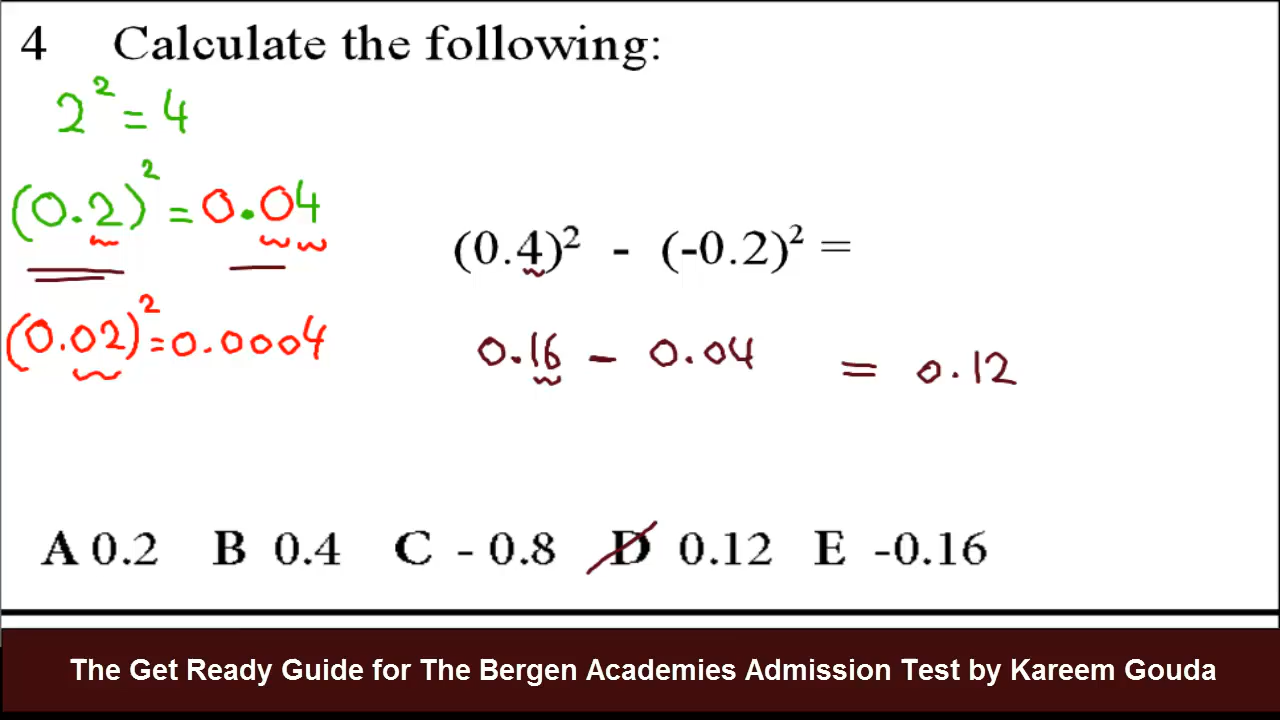 4 Calculate the following:
2² = 4
(0.2)² = 0.04
(0.4)² - (-0.2)² =
(0.02)² = 0.0004
0.16 - 0.04 = 0.12
A 0.2 B 0.4 C - 0.8 D 0.12 E -0.16
The Get Ready Guide for The Bergen Academies Admission Test by Kareem Gouda